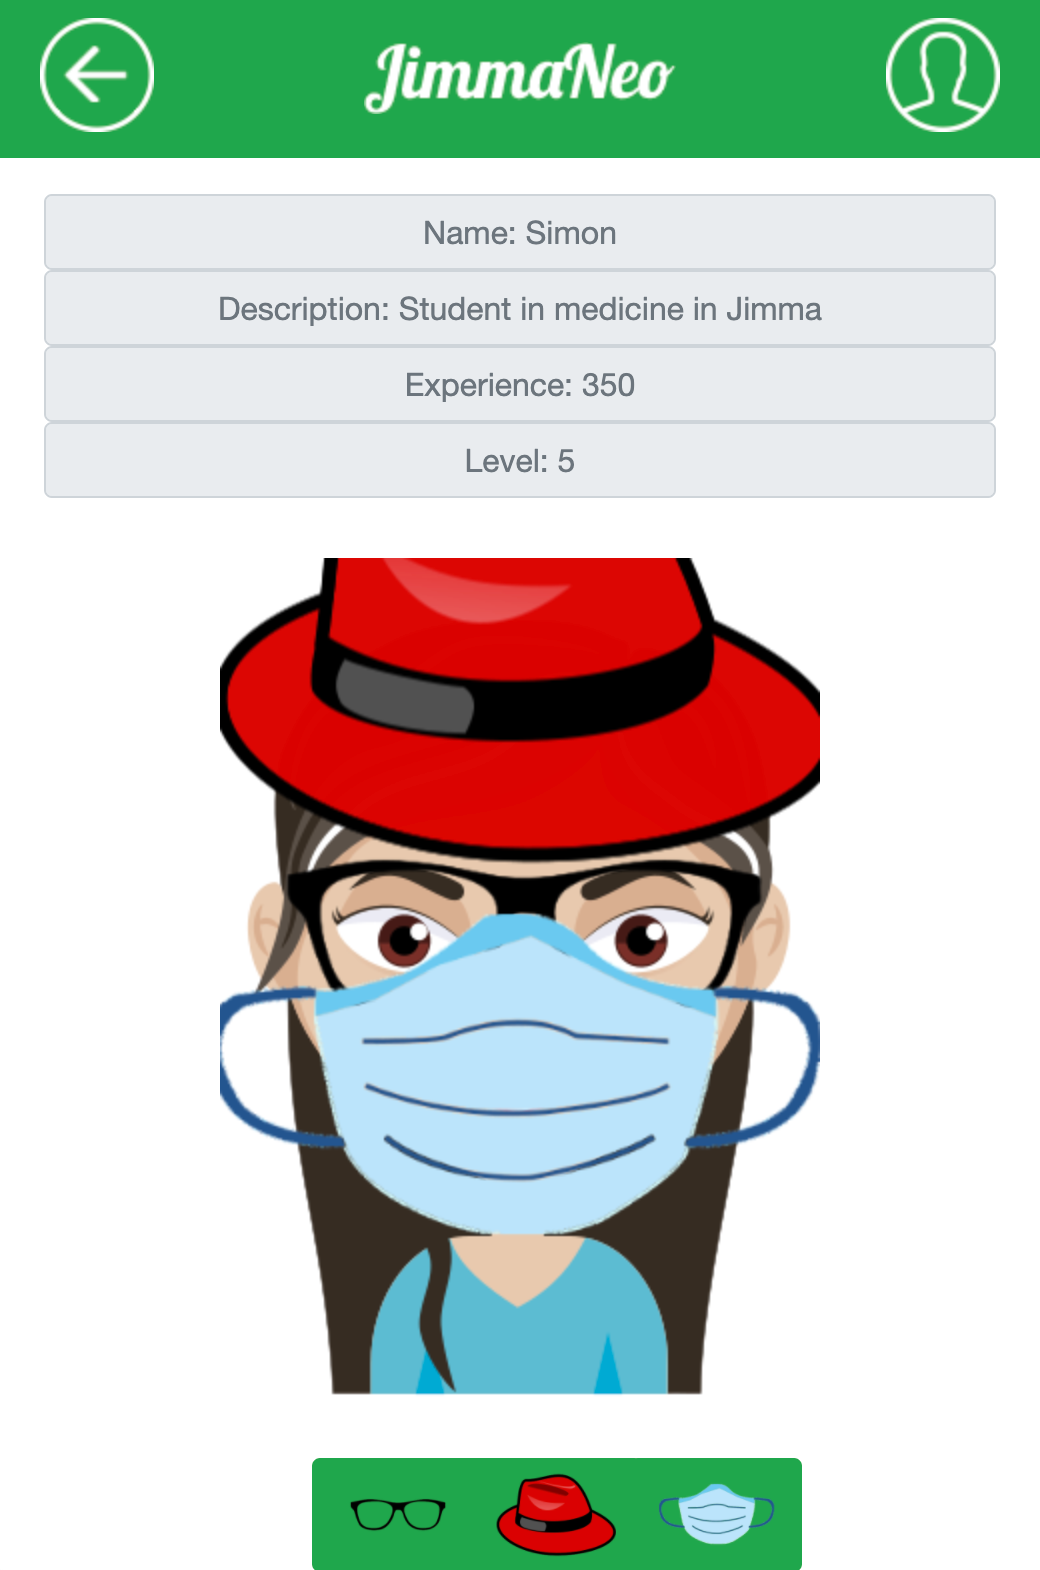 JimmaNeo
Name: Simon
Description: Student in medicine in Jimma
Experience: 350
Level: 5